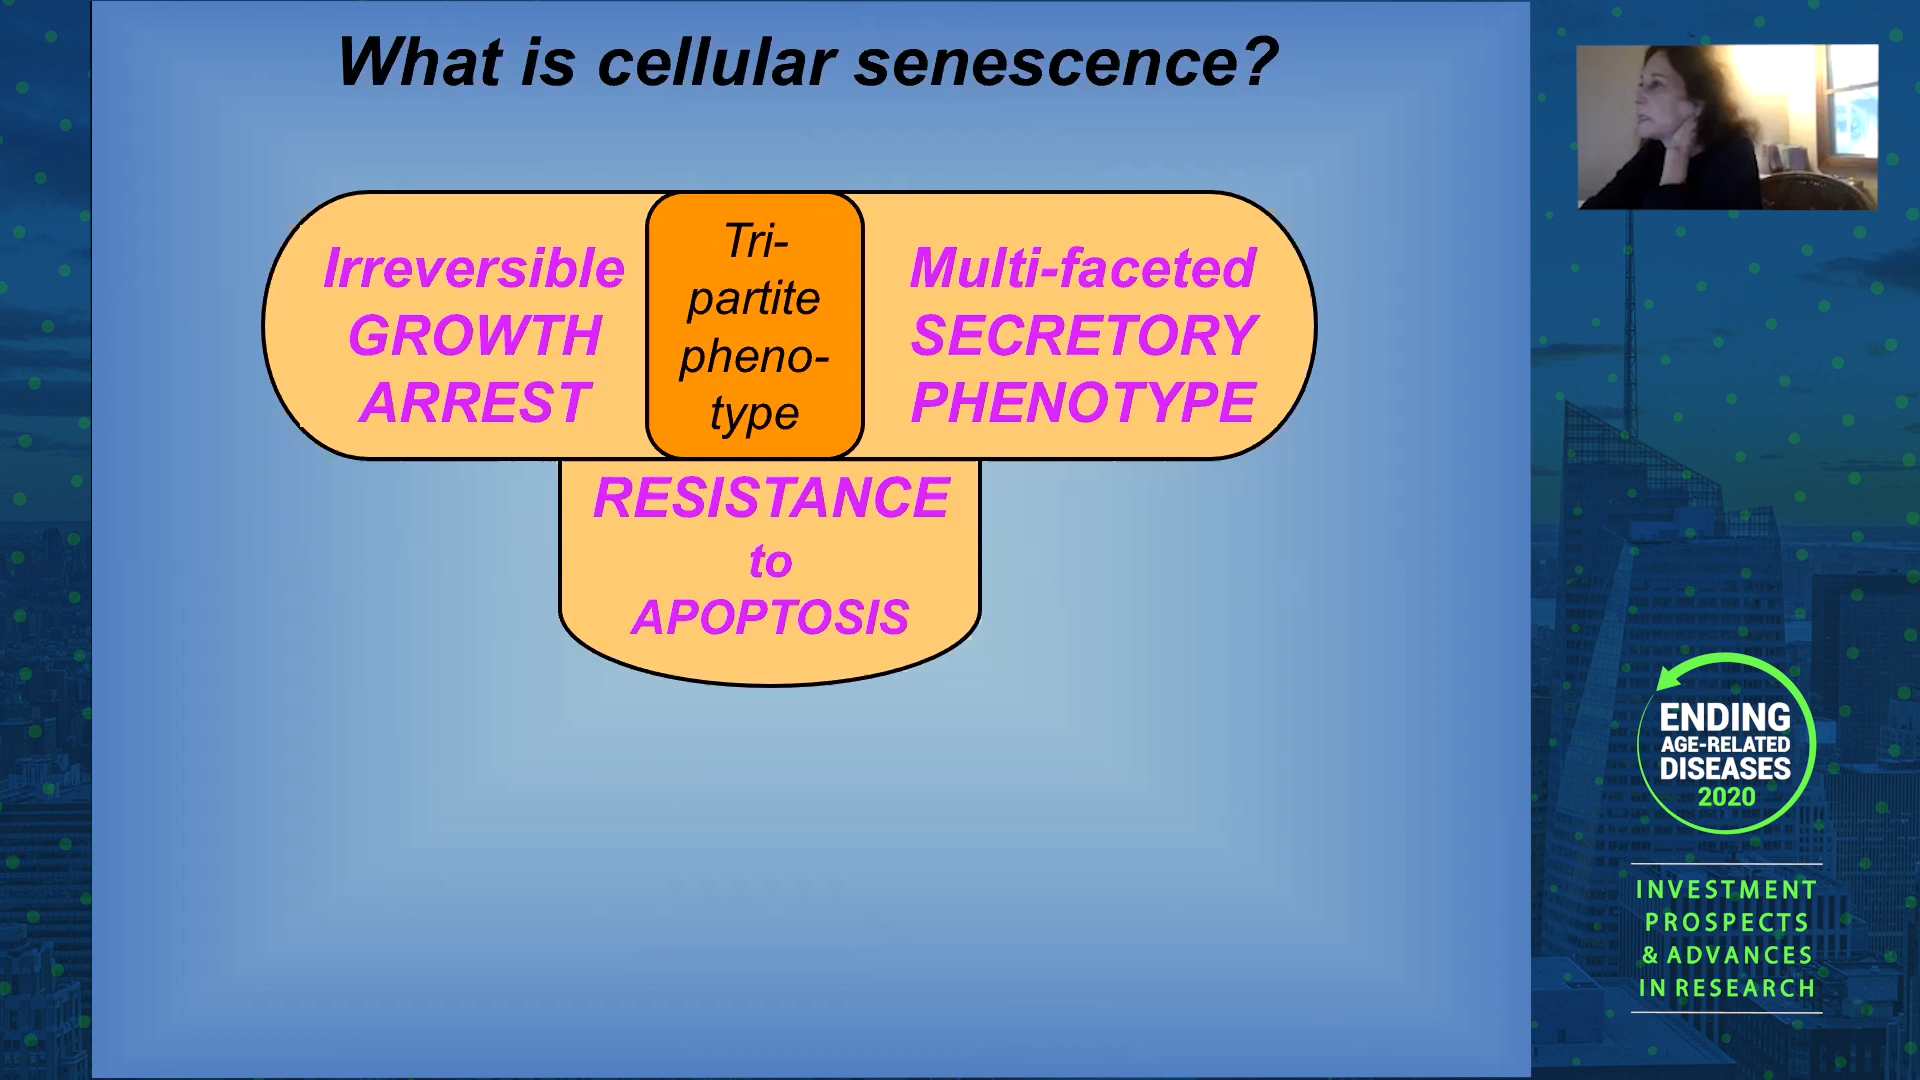 What is cellular senescence?
Irreversible
GROWTH
ARREST
Tri-
partite
pheno-
type
Multi-faceted
SECRETORY
PHENOTYPE
RESISTANCE
to
APOPTOSIS
ENDING
AGE-RELATED
DISEASES
2020
INVESTMENT
PROSPECTS
& ADVANCES
IN RESEARCH